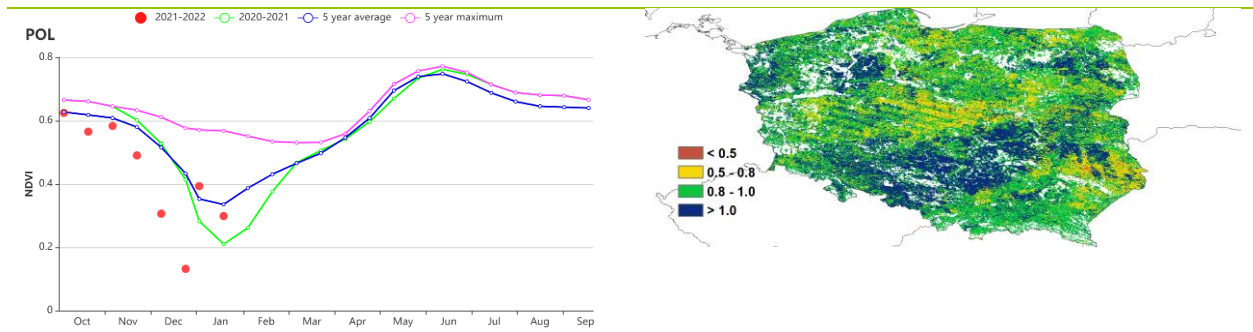 2021-2022 2020-2021 5 year average 5 year maximum
POL
0.8
0.6
0.4
0.2
0
NDVI
Oct Nov Dec Jan Feb Mar Apr May Jun Jul Aug Sep
< 0.5
0.5 - 0.8
0.8 - 1.0
> 1.0